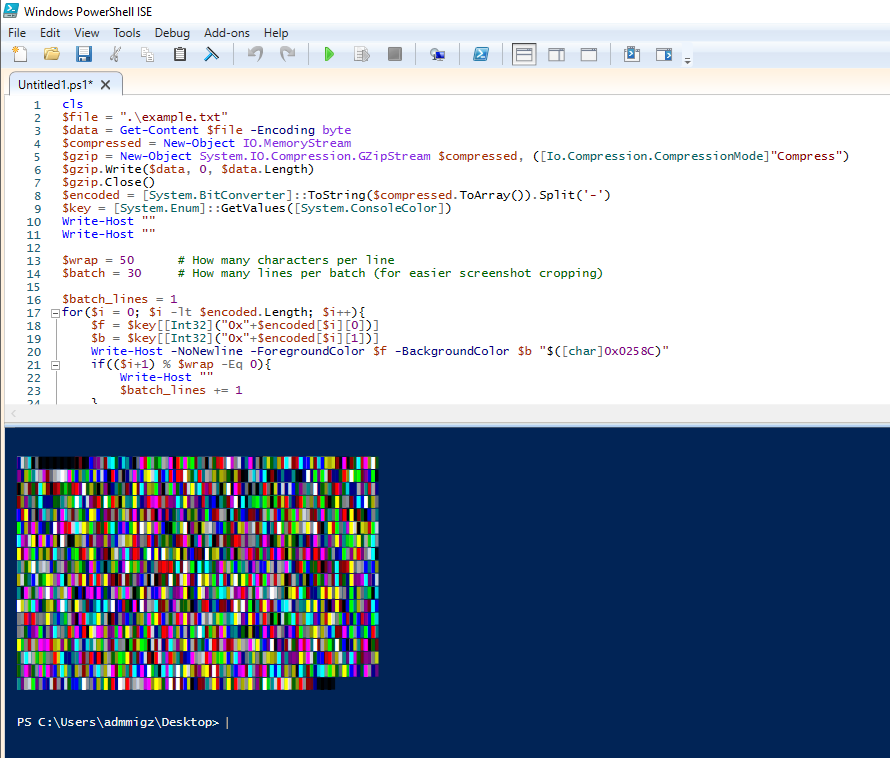 Windows PowerShell ISE
File Edit View Tools Debug Add-ons Help
Untitled1.ps1* X
1 cls
2 $file = ".\example.txt"
3 $data = Get-Content $file -Encoding byte
4 $compressed = New-Object IO.MemoryStream
5 $gzip = New-Object System.IO.Compression.GZipStream $compressed, ([Io.Compression.CompressionMode]"Compress")
6 $gzip.Write($data, 0, $data.Length)
7 $gzip.Close()
8 $encoded = [System.BitConverter]::ToString($compressed.ToArray()).Split('-')
9 $key = [System.Enum]::GetValues([System.ConsoleColor])
10 Write-Host ""
11 Write-Host ""
12
13 $wrap = 50 # How many characters per line
14 $batch = 30 # How many lines per batch (for easier screenshot cropping)
15
16 $batch_lines = 1
17 for($i = 0; $i -lt $encoded.Length; $i++){
18 $f = $key[[Int32]("0x"+$encoded[$i][0])]
19 $b = $key[[Int32]("0x"+$encoded[$i][1])]
20 Write-Host -NoNewline -ForegroundColor $f -BackgroundColor $b "$([char]0x0258C)"
21 if(($i+1) % $wrap -Eq 0){
22 Write-Host ""
23 $batch_lines += 1
24 }
PS C:\Users\admmigz\Desktop>